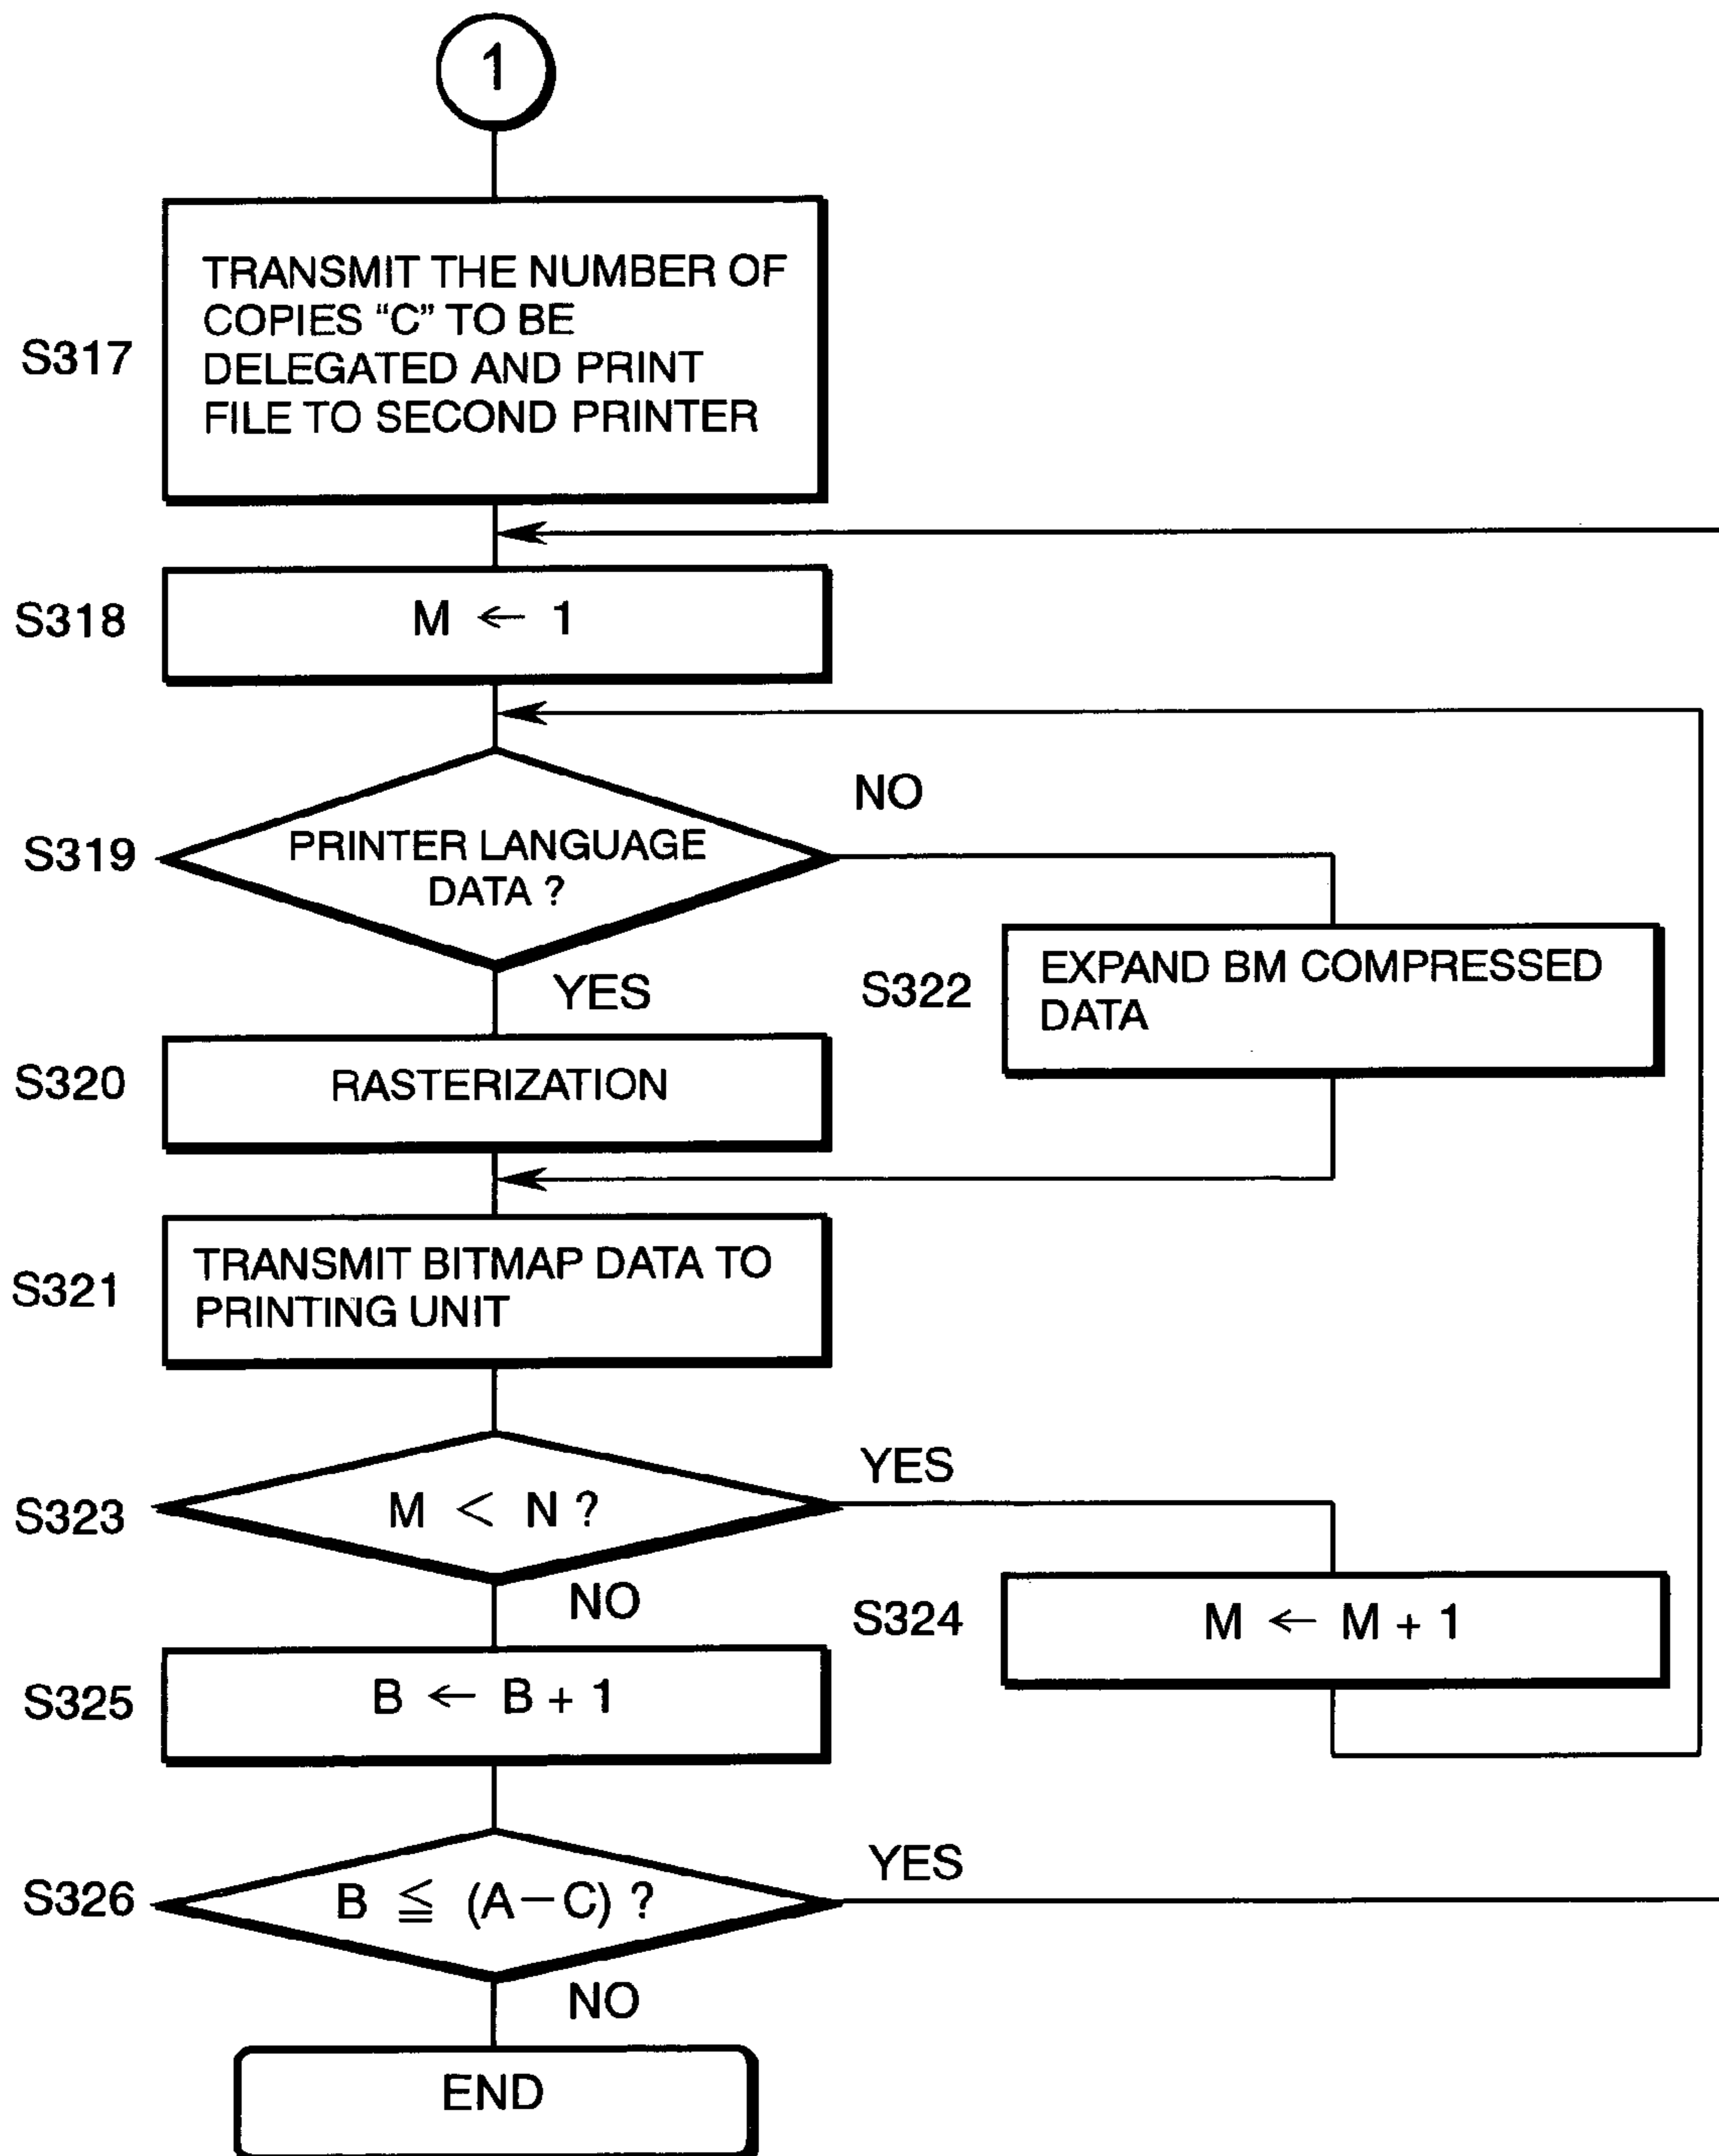 1
S317
TRANSMIT THE NUMBER OF
COPIES “C” TO BE
DELEGATED AND PRINT
FILE TO SECOND PRINTER
S318
M ← 1
S319
PRINTER LANGUAGE
DATA ?
NO
YES
S322
EXPAND BM COMPRESSED
DATA
S320
RASTERIZATION
S321
TRANSMIT BITMAP DATA TO
PRINTING UNIT
S323
M < N ?
YES
NO
S324
M ← M + 1
S325
B ← B + 1
S326
B ≦ (A－C) ?
YES
NO
END